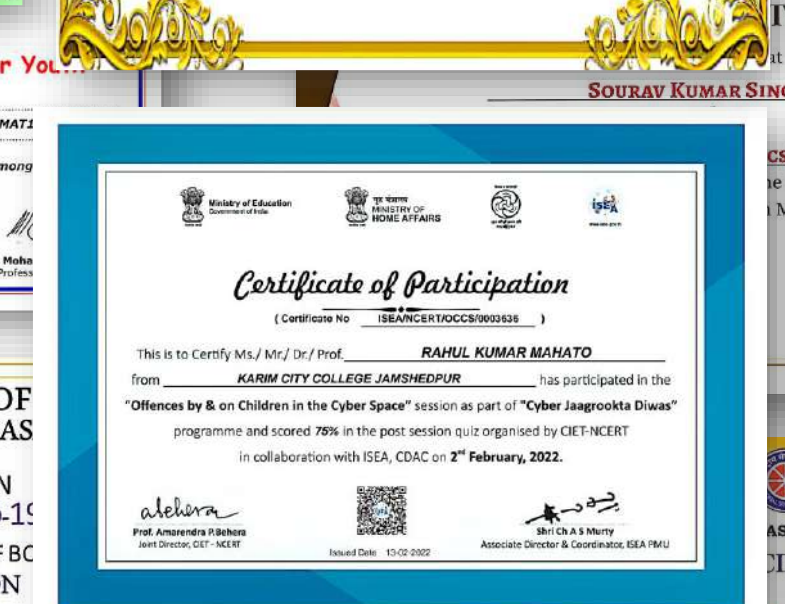 r You...
T
at
SOURAV KUMAR SING
MAT1
mong
Moha
Profess
CS
Ministry of Education
Government of India
गृह मंत्रालय
MINISTRY OF
HOME AFFAIRS
isea
Certificate of Participation
( Certificate No ISEA/NCERT/OCCS/0003636 )
This is to Certify Ms./ Mr./ Dr./ Prof. RAHUL KUMAR MAHATO
from KARIM CITY COLLEGE JAMSHEDPUR has participated in the
"Offences by & on Children in the Cyber Space" session as part of "Cyber Jaagrookta Diwas"
programme and scored 75% in the post session quiz organised by CIET-NCERT
in collaboration with ISEA, CDAC on 2nd February, 2022.
Prof. Amarendra P.Behera
Joint Director, CIET - NCERT
Issued Date 13-02-2022
Shri Ch A S Murty
Associate Director & Coordinator, ISEA PMU
OF
AS
N
-19
F BO
ON
AS